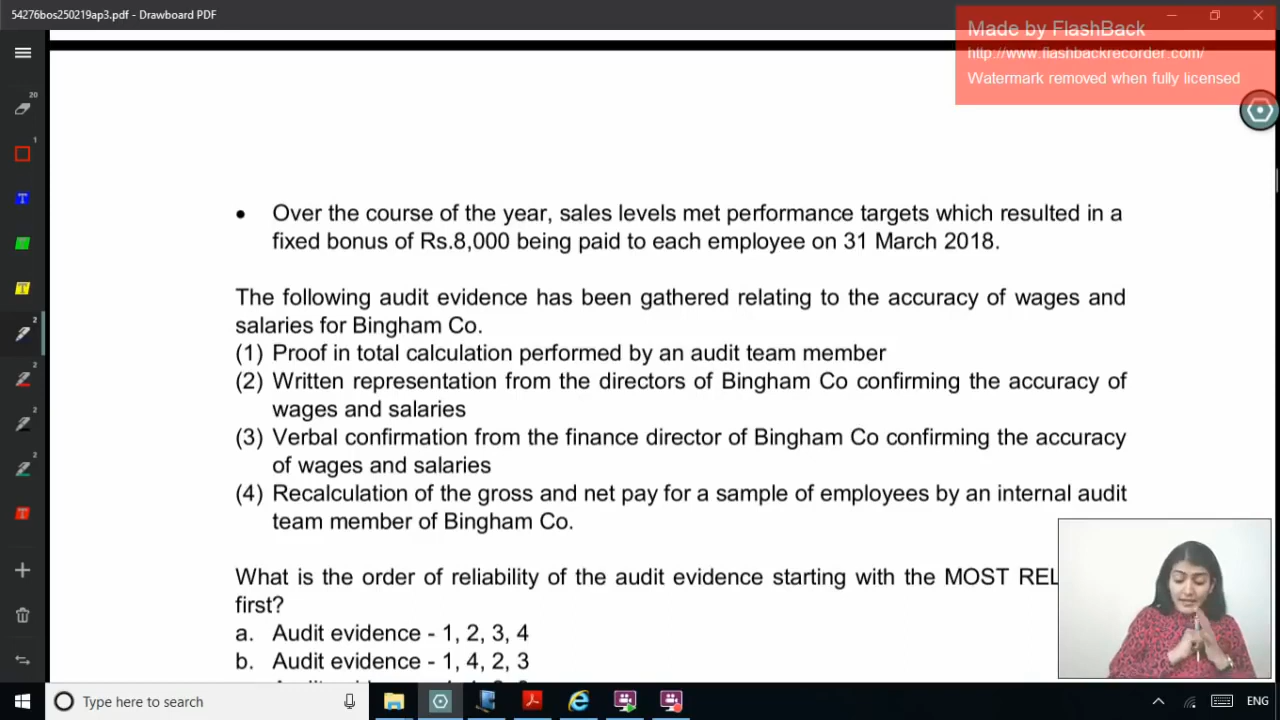 54276bos250219ap3.pdf - Drawboard PDF
Made by FlashBack
http://www.flashbackrecorder.com/
Watermark removed when fully licensed
20
1
2
2
2
2
• Over the course of the year, sales levels met performance targets which resulted in a
fixed bonus of Rs.8,000 being paid to each employee on 31 March 2018.
The following audit evidence has been gathered relating to the accuracy of wages and
salaries for Bingham Co.
(1) Proof in total calculation performed by an audit team member
(2) Written representation from the directors of Bingham Co confirming the accuracy of
wages and salaries
(3) Verbal confirmation from the finance director of Bingham Co confirming the accuracy
of wages and salaries
(4) Recalculation of the gross and net pay for a sample of employees by an internal audit
team member of Bingham Co.
What is the order of reliability of the audit evidence starting with the MOST REL
first?
a. Audit evidence - 1, 2, 3, 4
b. Audit evidence - 1, 4, 2, 3
Type here to search
ENG